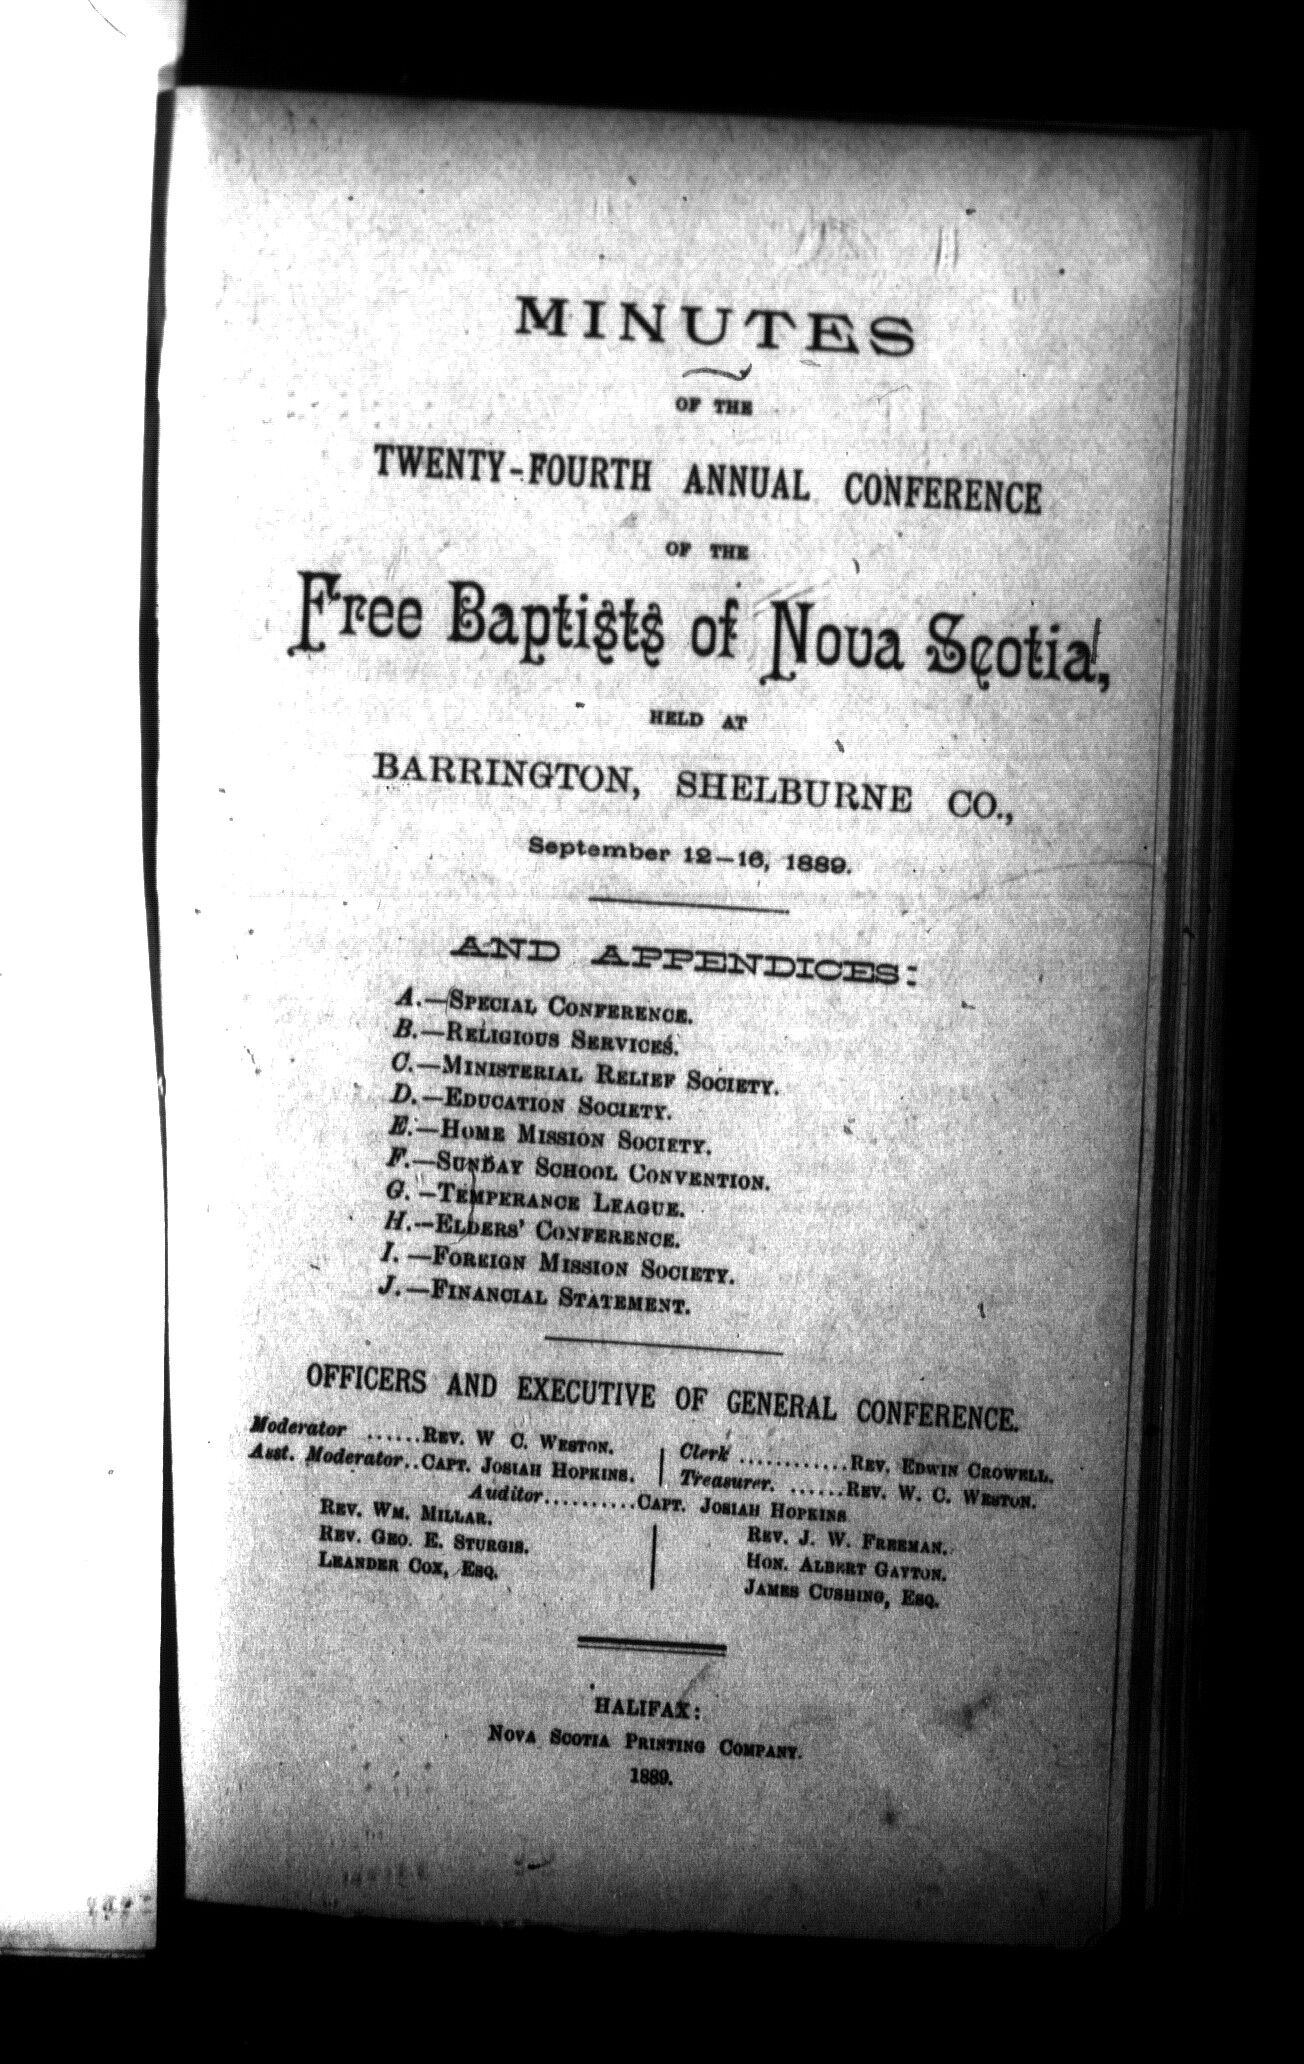 MINUTES
OF THE
TWENTY-FOURTH ANNUAL CONFERENCE
OF THE
Free Baptists of Nova Scotia,
HELD AT
BARRINGTON, SHELBURNE CO.,
September 12-16, 1889.
AND APPENDICES:
A.—SPECIAL CONFERENCE.
B.—RELIGIOUS SERVICES.
C.—MINISTERIAL RELIEF SOCIETY.
D.—EDUCATION SOCIETY.
E.—HOME MISSION SOCIETY.
F.—SUNDAY SCHOOL CONVENTION.
G.—TEMPERANCE LEAGUE.
H.—ELDERS' CONFERENCE.
I.—FOREIGN MISSION SOCIETY.
J.—FINANCIAL STATEMENT.
OFFICERS AND EXECUTIVE OF GENERAL CONFERENCE.
Moderator ......REV. W C. WESTON.
Asst. Moderator..CAPT. JOSIAH HOPKINS.
Clerk ............REV. EDWIN CROWELL.
Treasurer. ......REV. W. C. WESTON.
Auditor..........CAPT. JOSIAH HOPKINS
REV. WM. MILLAR.
REV. GEO. E. STURGIS.
LEANDER COX, ESQ.
REV. J. W. FREEMAN.
HON. ALBERT GAYTON.
JAMES CUSHING, ESQ.
HALIFAX:
NOVA SCOTIA PRINTING COMPANY.
1889.